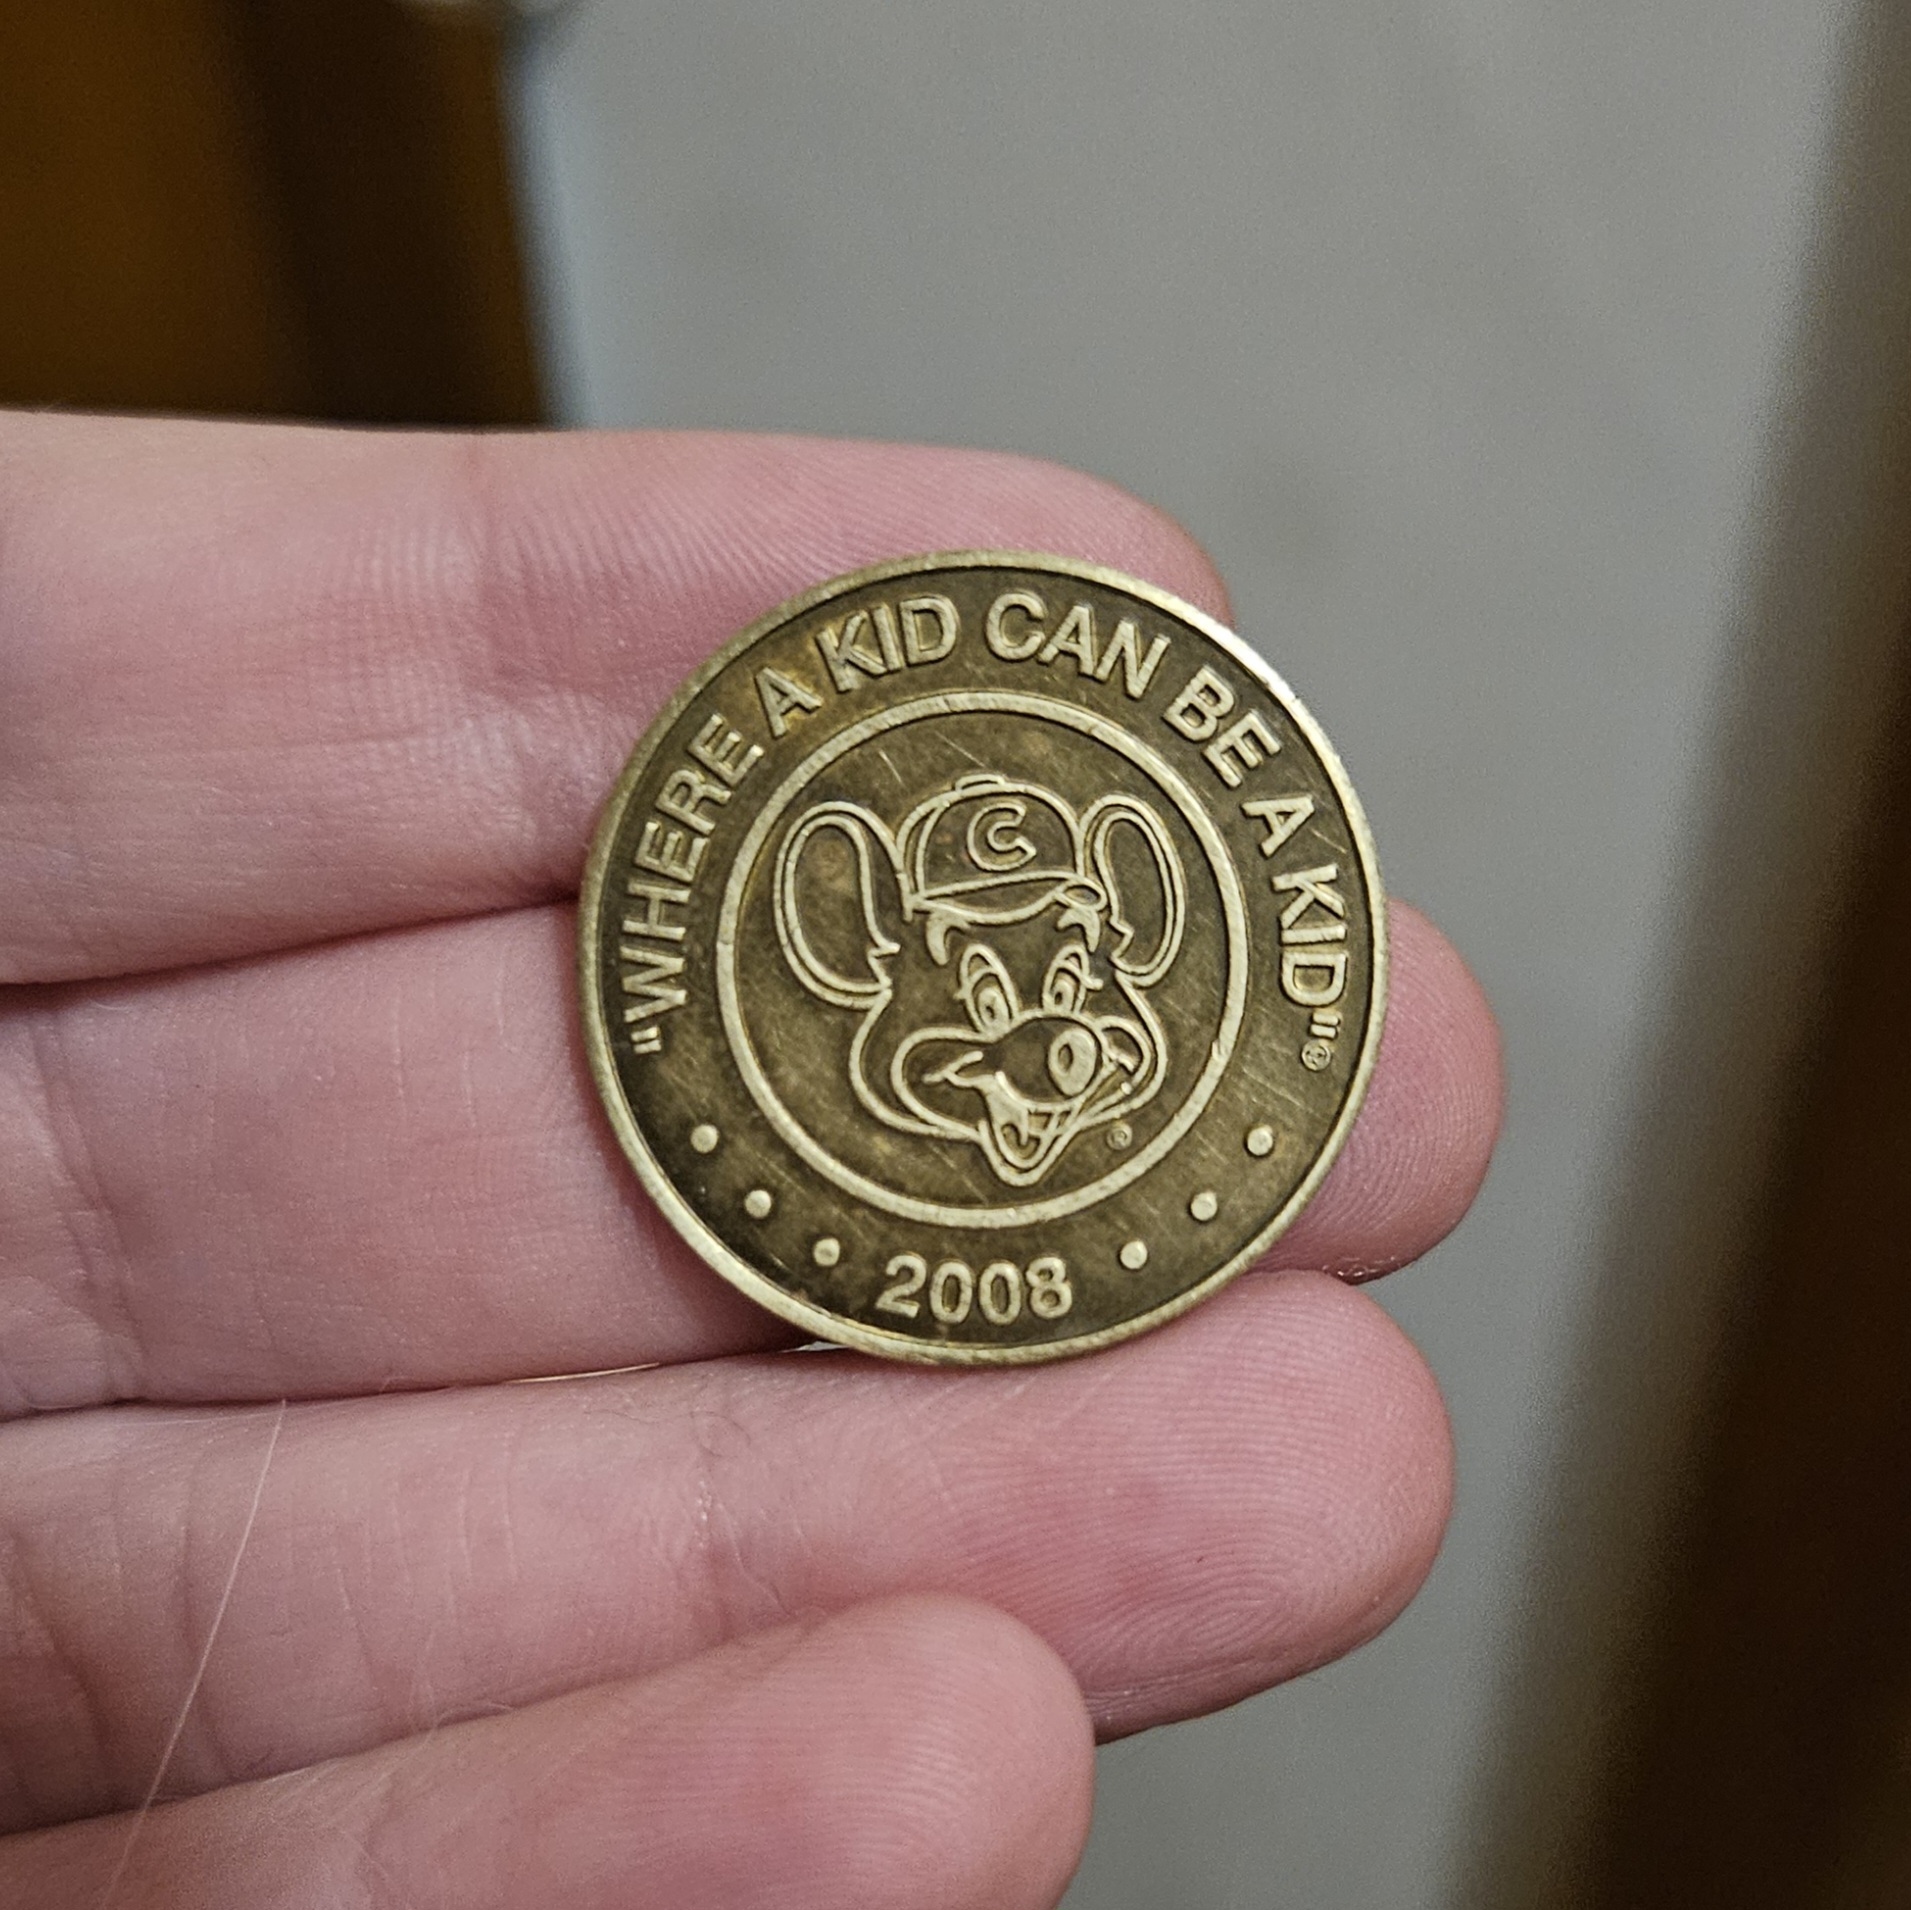 "WHERE A KID CAN BE A KID"®
C
®
2008